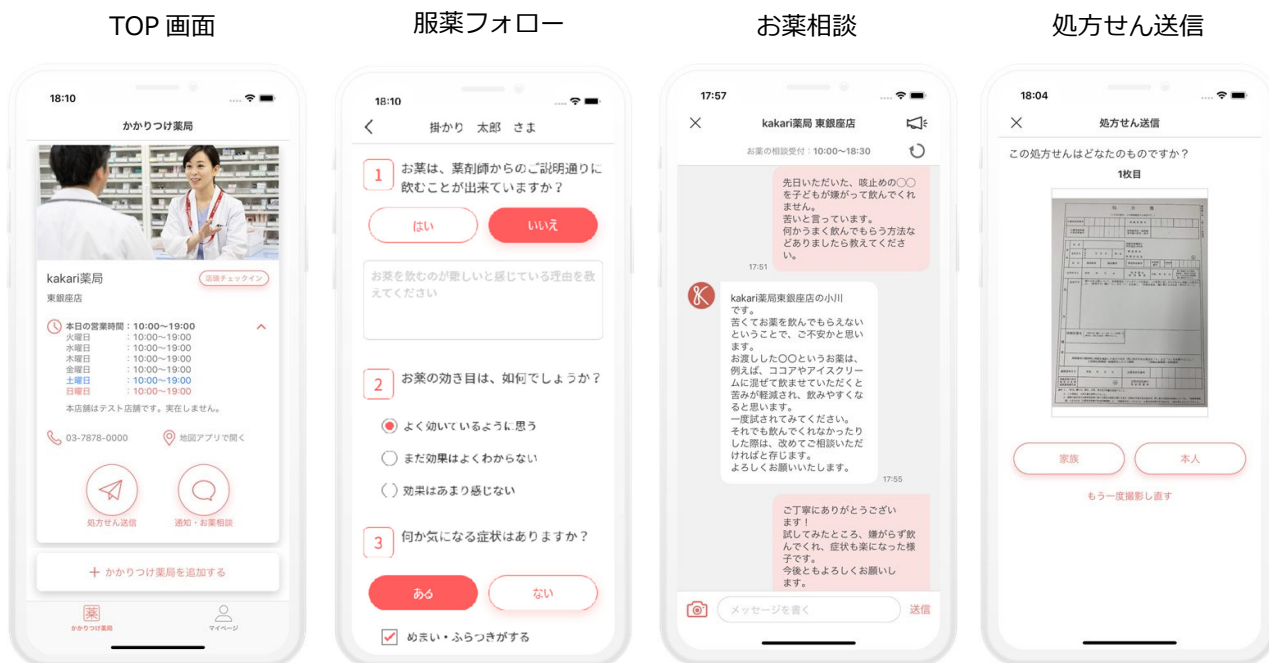 TOP 画面
服薬フォロー
お薬相談
処方せん送信
18:10
かかりつけ薬局
kakari薬局
店舗チェックイン
東銀座店
本日の営業時間：10:00〜19:00
火曜日 ：10:00〜19:00
水曜日 ：10:00〜19:00
木曜日 ：10:00〜19:00
金曜日 ：10:00〜19:00
土曜日 ：10:00〜19:00
日曜日 ：10:00〜19:00
本店舗はテスト店舗です。実在しません。
03-7878-0000
地図アプリで開く
処方せん送信
通知・お薬相談
＋ かかりつけ薬局を追加する
薬
かかりつけ薬局
マイページ
18:10
掛かり 太郎 さま
1
お薬は、薬剤師からのご説明通りに
飲むことが出来ていますか？
はい
いいえ
お薬を飲むのが難しいと感じている理由を教
えてください
2
お薬の効き目は、如何でしょうか？
よく効いているように思う
まだ効果はよくわからない
効果はあまり感じない
3
何か気になる症状はありますか？
ある
ない
めまい・ふらつきがする
17:57
kakari薬局 東銀座店
お薬の相談受付：10:00〜18:30
先日いただいた、咳止めの〇〇
を子どもが嫌がって飲んでくれ
ません。
苦いと言っています。
何かうまく飲んでもらう方法な
どありましたら教えてくださ
い。
17:51
kakari薬局東銀座店の小川
です。
苦くてお薬を飲んでもらえない
ということで、ご不安かと思い
ます。
お渡しした〇〇というお薬は、
例えば、ココアやアイスクリー
ムに混ぜて飲ませていただくと
苦みが軽減され、飲みやすくな
ると思います。
一度試されてみてください。
それでも飲んでくれなかったり
した際は、改めてご相談いただ
ければと存じます。
よろしくお願いいたします。
17:55
ご丁寧にありがとうござい
ます！
試してみたところ、嫌がらず飲
んでくれ、症状も楽になった様
子です。
今後ともよろしくお願いし
ます。
メッセージを書く
送信
18:04
処方せん送信
この処方せんはどなたのものですか？
1枚目
家族
本人
もう一度撮影し直す